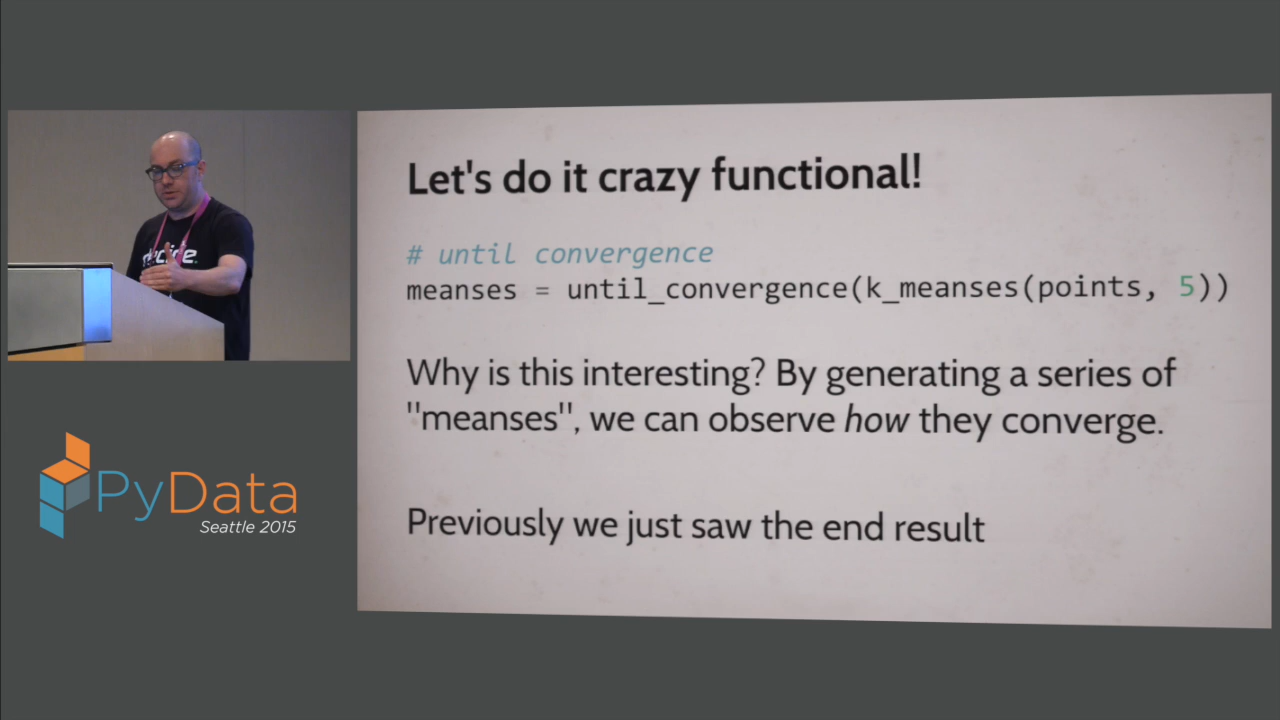 Let's do it crazy functional!
# until convergence
meanses = until_convergence(k_meanses(points, 5))
Why is this interesting? By generating a series of
"meanses", we can observe how they converge.
Previously we just saw the end result
PyData
Seattle 2015